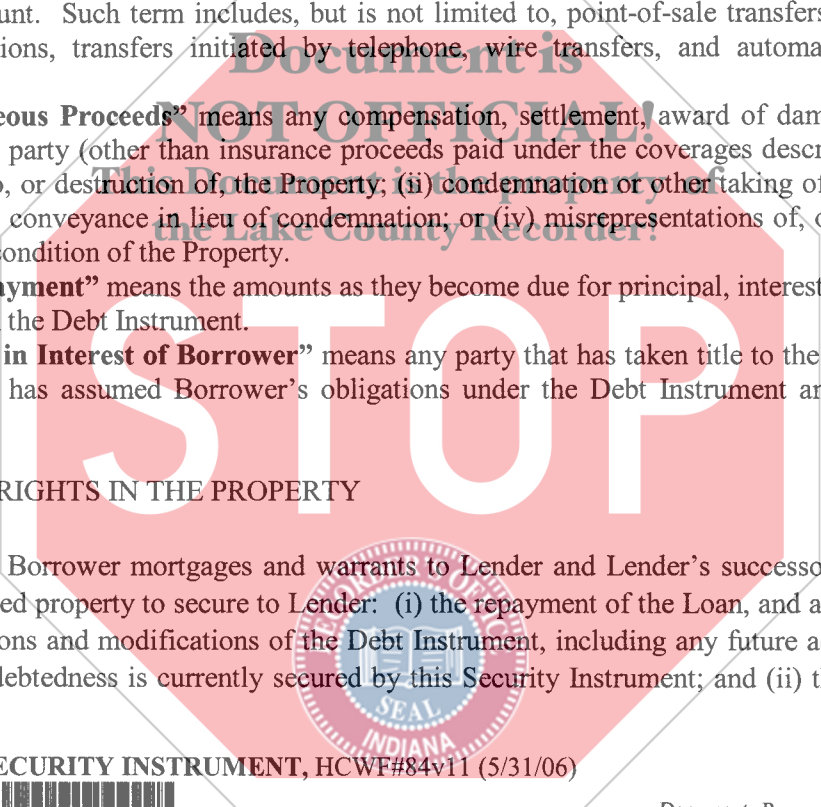 unt. Such term includes, but is not limited to, point-of-sale transfers
ions, transfers initiated by telephone, wire transfers, and automa
Document is
eous Proceeds” means any compensation, settlement, award of dam
NOT OFFICIAL!
party (other than insurance proceeds paid under the coverages descr
This Document is the property of
o, or destruction of, the Property; (ii) condemnation or other taking of
conveyance in lieu of condemnation; or (iv) misrepresentations of, o
the Lake County Recorder!
condition of the Property.
ayment” means the amounts as they become due for principal, interest
the Debt Instrument.
in Interest of Borrower” means any party that has taken title to the
has assumed Borrower’s obligations under the Debt Instrument an
STOP
RIGHTS IN THE PROPERTY
Borrower mortgages and warrants to Lender and Lender’s successo
ed property to secure to Lender: (i) the repayment of the Loan, and a
ons and modifications of the Debt Instrument, including any future a
debtedness is currently secured by this Security Instrument; and (ii) t
RECORDER'S OFFICE
SEAL
INDIANA
ECURITY INSTRUMENT, HCWF#84v11 (5/31/06)